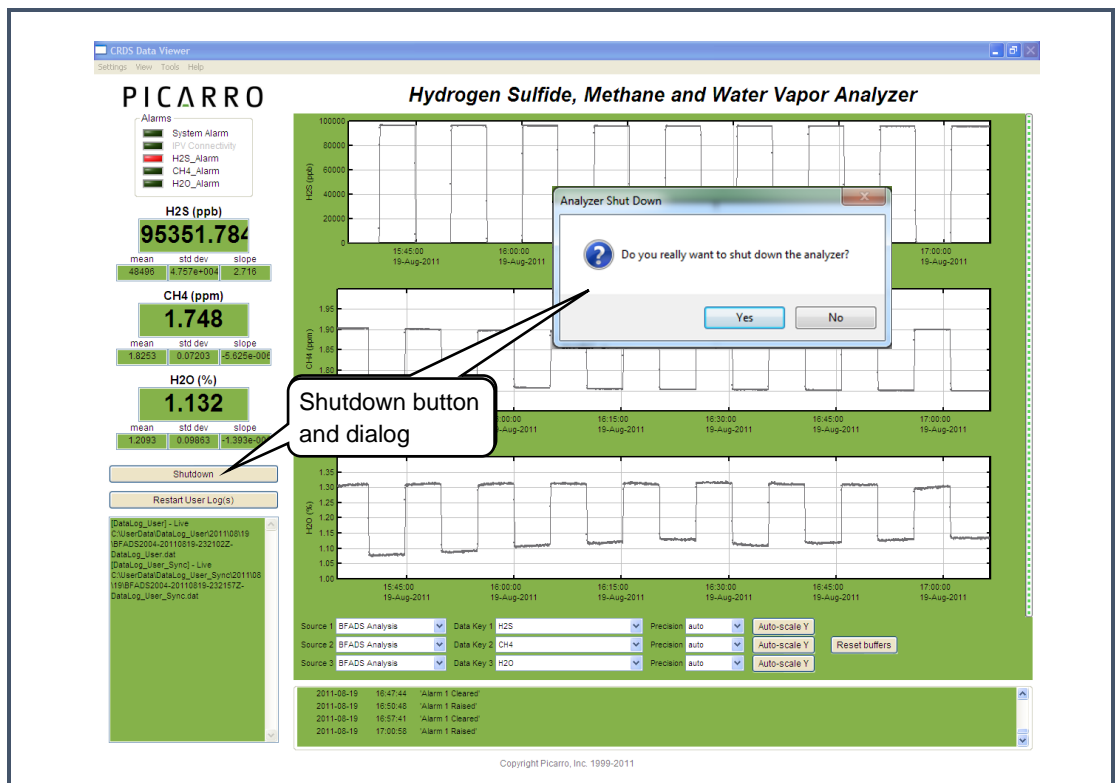 CRDS Data Viewer
Settings View Tools Help
PICARRO
Hydrogen Sulfide, Methane and Water Vapor Analyzer
Alarms
System Alarm
IPV Connectivity
H2S_Alarm
CH4_Alarm
H2O_Alarm
H2S (ppb)
95351.784
mean std dev slope
48496 4.757e+004 2.716
CH4 (ppm)
1.748
mean std dev slope
1.8253 0.07203 -5.625e-006
H2O (%)
1.132
mean std dev slope
1.2093 0.09863
Shutdown
Restart User Log(s)
[DataLog_User] - Live
C:\UserData\DataLog_User\2011\08\19
\BFADS2004-20110819-232102Z-
DataLog_User.dat
[DataLog_User_Sync] - Live
C:\UserData\DataLog_User_Sync\2011\08
\19\BFADS2004-20110819-232157Z-
DataLog_User_Sync.dat
H2S (ppb)
100000
80000
60000
40000
20000
0
15:45:00 16:00:00 17:00:00
19-Aug-2011 19-Aug-2011 19-Aug-2011
Analyzer Shut Down
Do you really want to shut down the analyzer?
Yes No
CH4 (ppm)
1.95
1.90
1.85
1.80
Shutdown button
and dialog
16:15:00 16:30:00 16:45:00 17:00:00
19-Aug-2011 19-Aug-2011 19-Aug-2011 19-Aug-2011
H2O (%)
1.35
1.30
1.25
1.20
1.15
1.10
1.05
1.00
15:45:00 16:00:00 16:15:00 16:30:00 16:45:00 17:00:00
19-Aug-2011 19-Aug-2011 19-Aug-2011 19-Aug-2011 19-Aug-2011 19-Aug-2011
Source 1 BFADS Analysis Data Key 1 H2S Precision auto Auto-scale Y
Source 2 BFADS Analysis Data Key 2 CH4 Precision auto Auto-scale Y Reset buffers
Source 3 BFADS Analysis Data Key 3 H2O Precision auto Auto-scale Y
2011-08-19 16:47:44 'Alarm 1 Cleared'
2011-08-19 16:50:48 'Alarm 1 Raised'
2011-08-19 16:57:41 'Alarm 1 Cleared'
2011-08-19 17:00:58 'Alarm 1 Raised'
Copyright Picarro, Inc. 1999-2011